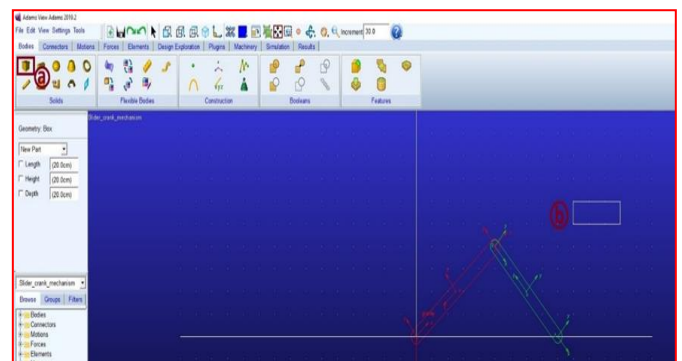 Adams View Adams 2019.2
File Edit View Settings Tools
Increment 30.0
Bodies Connectors Motions Forces Elements Design Exploration Plugins Machinery Simulation Results
Solids Flexible Bodies Construction Booleans Features
a
Slider_crank_mechanism
Geometry: Box
New Part
Length (20.0cm)
Height (20.0cm)
Depth (20.0cm)
b
Slider_crank_mechanism
Browse Groups Filters
Bodies
Connectors
Motions
Forces
Elements